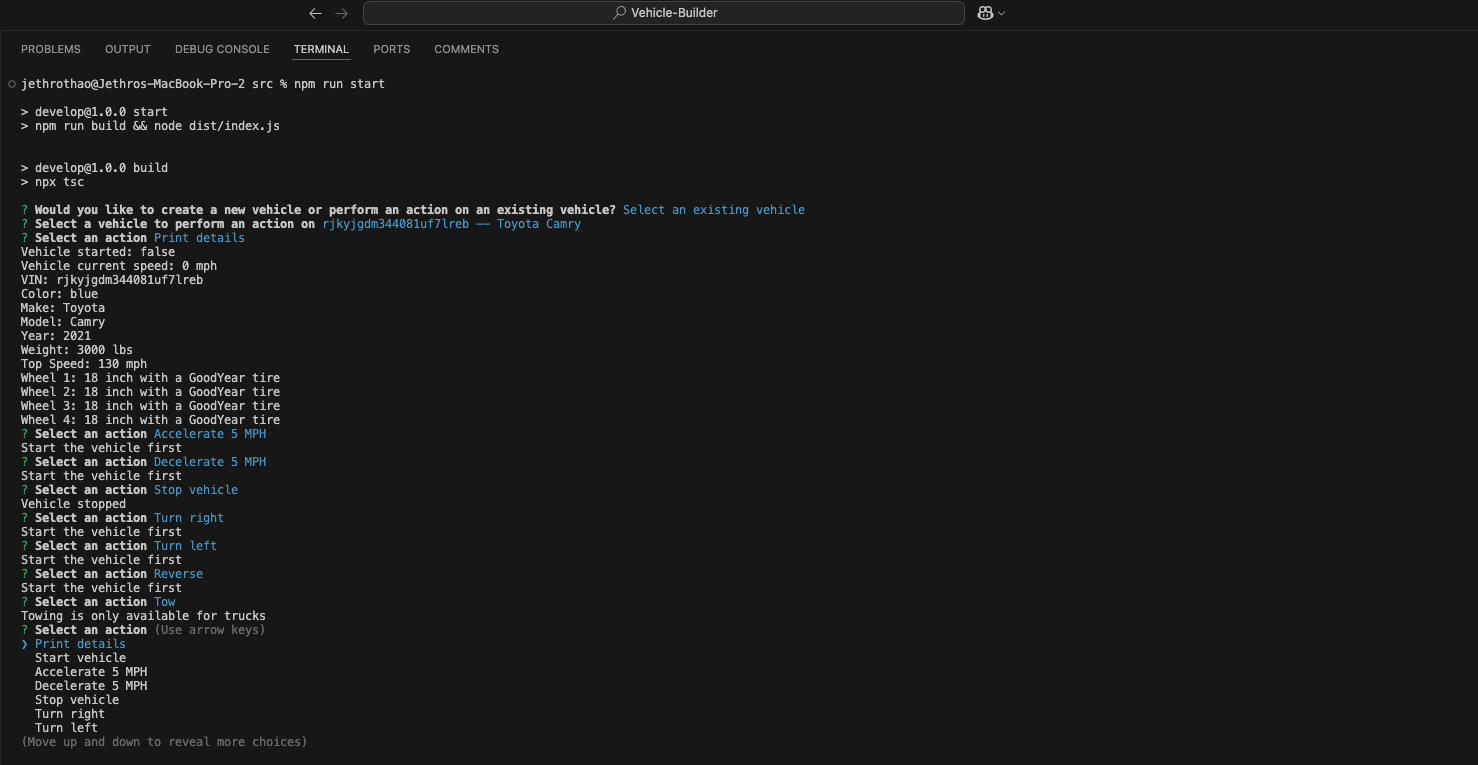 Vehicle-Builder
PROBLEMS OUTPUT DEBUG CONSOLE TERMINAL PORTS COMMENTS
jethrothao@Jethros-MacBook-Pro-2 src % npm run start
> develop@1.0.0 start
> npm run build && node dist/index.js
> develop@1.0.0 build
> npx tsc
? Would you like to create a new vehicle or perform an action on an existing vehicle? Select an existing vehicle
? Select a vehicle to perform an action on rjkyjgdm344081uf7lreb -- Toyota Camry
? Select an action Print details
Vehicle started: false
Vehicle current speed: 0 mph
VIN: rjkyjgdm344081uf7lreb
Color: blue
Make: Toyota
Model: Camry
Year: 2021
Weight: 3000 lbs
Top Speed: 130 mph
Wheel 1: 18 inch with a GoodYear tire
Wheel 2: 18 inch with a GoodYear tire
Wheel 3: 18 inch with a GoodYear tire
Wheel 4: 18 inch with a GoodYear tire
? Select an action Accelerate 5 MPH
Start the vehicle first
? Select an action Decelerate 5 MPH
Start the vehicle first
? Select an action Stop vehicle
Vehicle stopped
? Select an action Turn right
Start the vehicle first
? Select an action Turn left
Start the vehicle first
? Select an action Reverse
Start the vehicle first
? Select an action Tow
Towing is only available for trucks
? Select an action (Use arrow keys)
❯ Print details
Start vehicle
Accelerate 5 MPH
Decelerate 5 MPH
Stop vehicle
Turn right
Turn left
(Move up and down to reveal more choices)